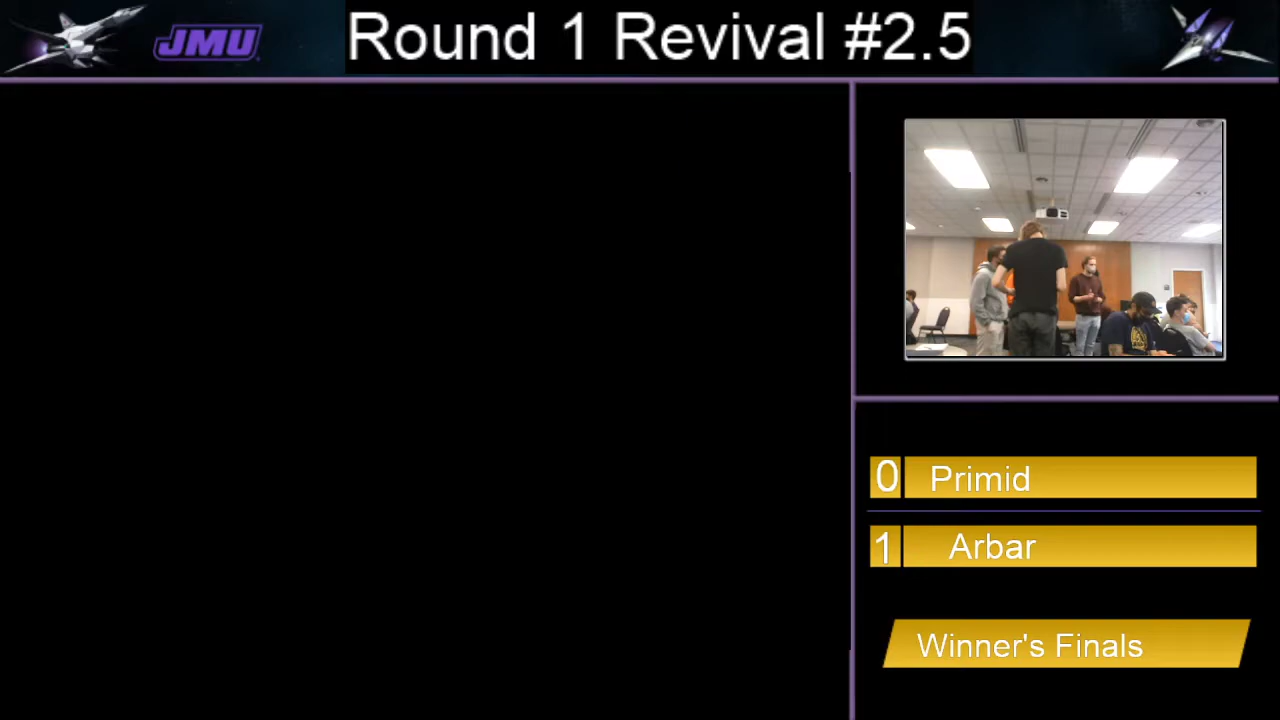 JMU
Round 1 Revival #2.5
0 Primid
1 Arbar
Winner's Finals